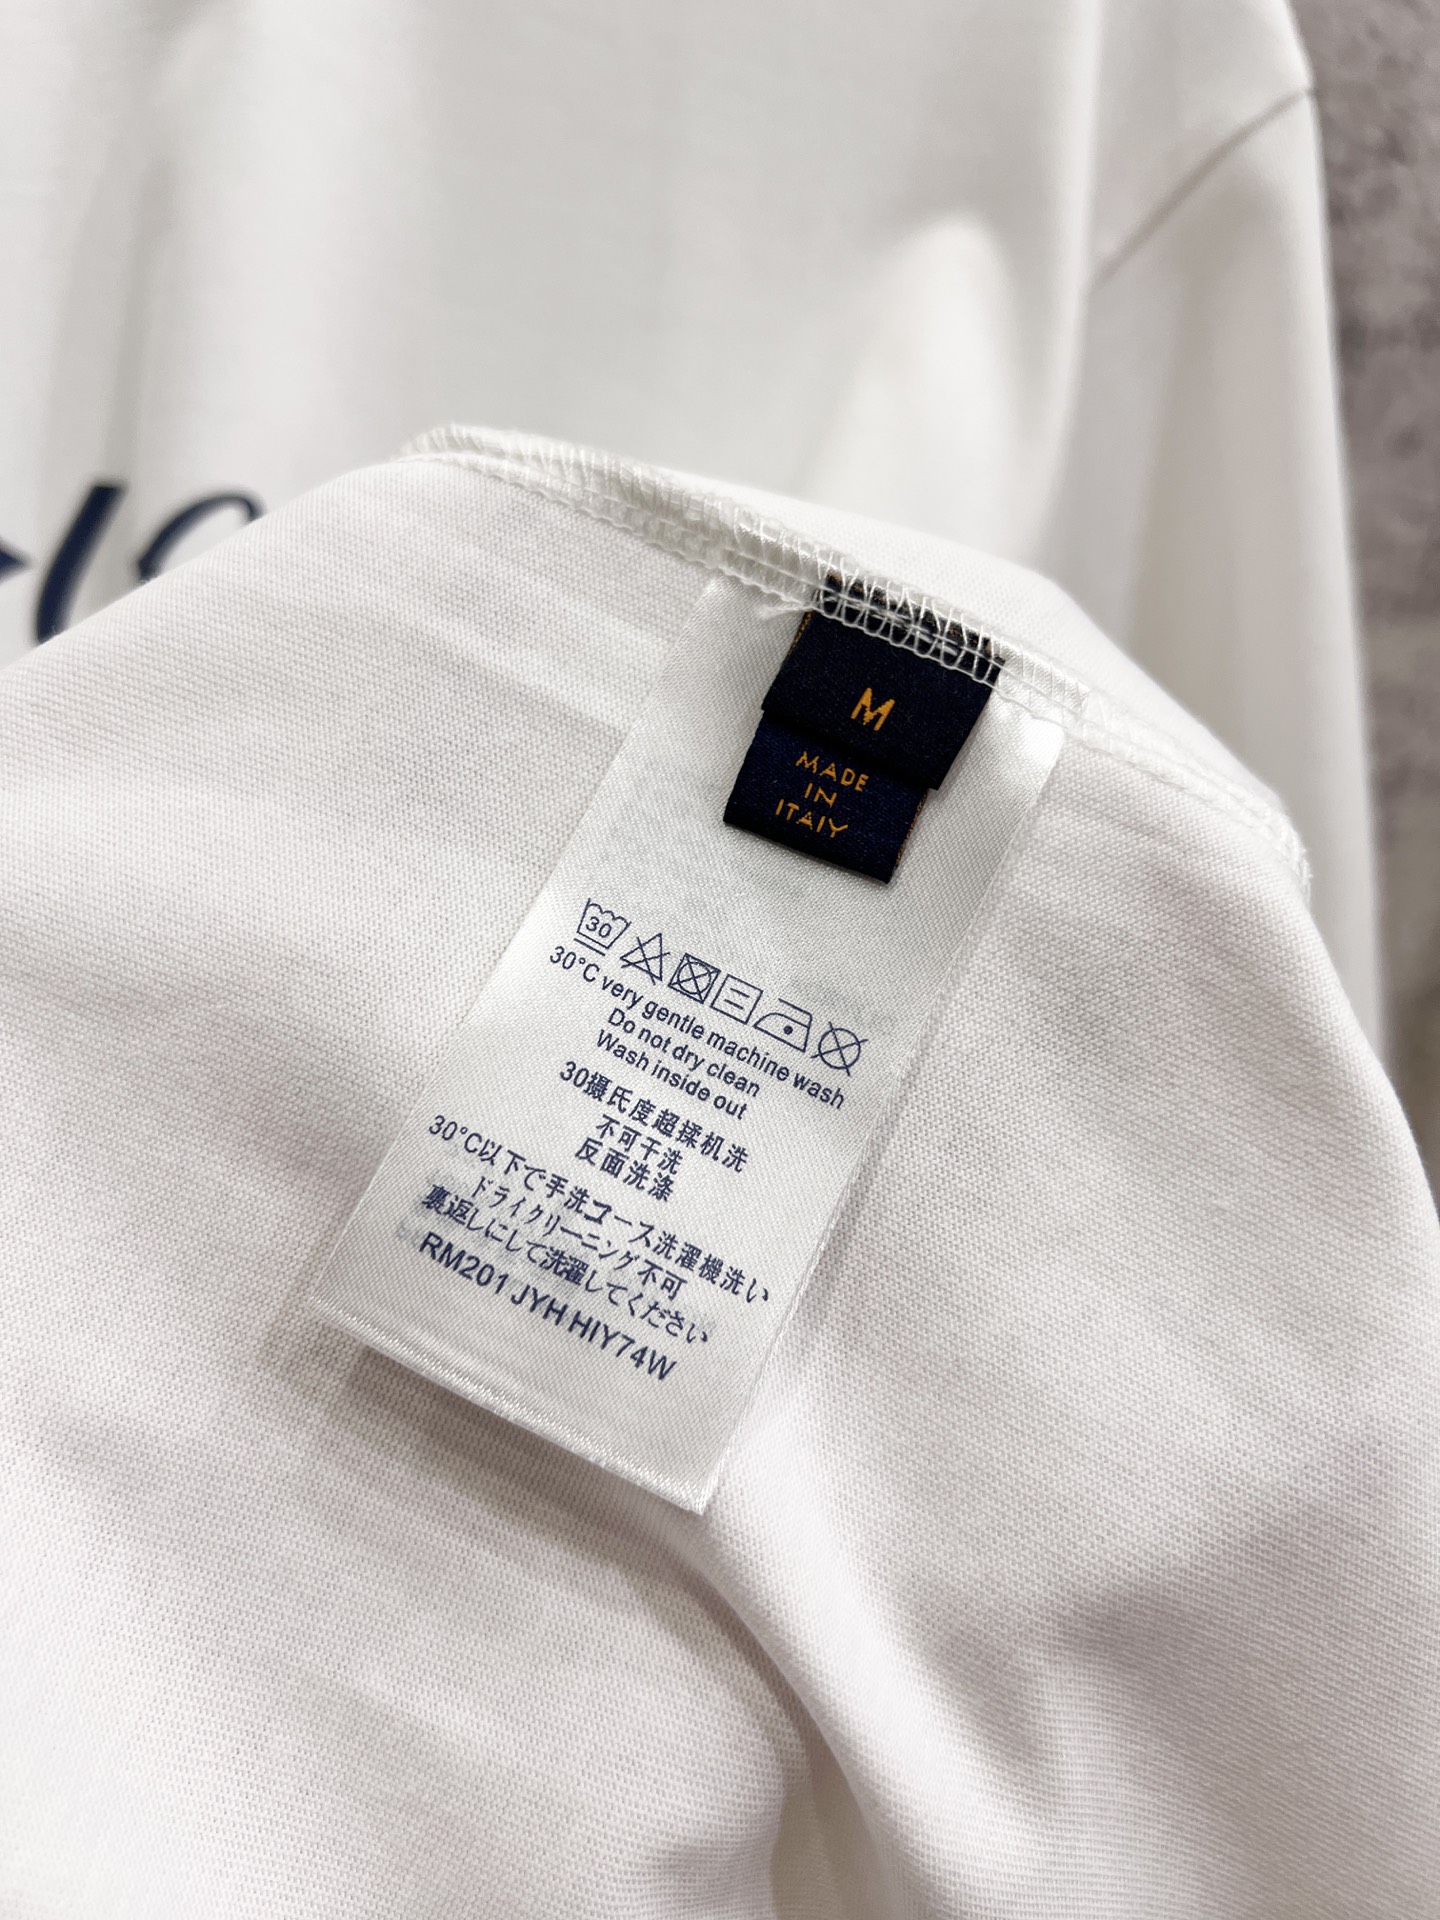 M
MADE
IN
ITAIY
30
30°C very gentle machine wash
Do not dry clean
Wash inside out
30摄氏度超揉机洗
不可干洗
反面洗涤
30°C以下で手洗コース洗濯機洗い
ドライクリーニング不可
裏返しにして洗濯してください
RM201 JYH HIY74W